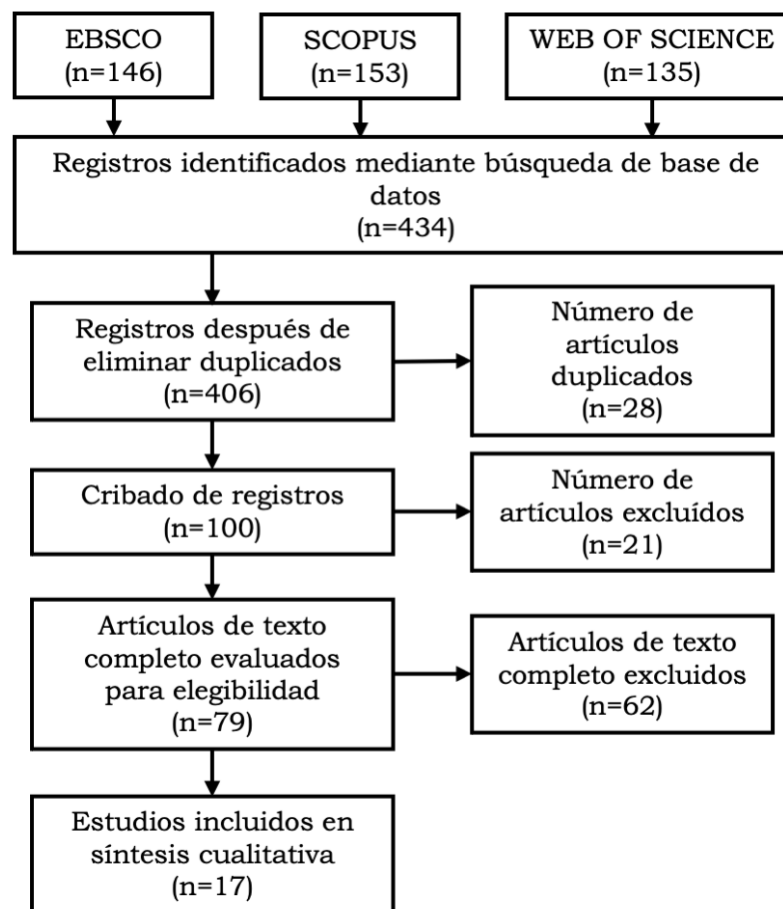 EBSCO
(n=146)
SCOPUS
(n=153)
WEB OF SCIENCE
(n=135)
Registros identificados mediante búsqueda de base de
datos
(n=434)
Registros después de
eliminar duplicados
(n=406)
Número de
artículos
duplicados
(n=28)
Cribado de registros
(n=100)
Número de
artículos excluídos
(n=21)
Artículos de texto
completo evaluados
para elegibilidad
(n=79)
Artículos de texto
completo excluidos
(n=62)
Estudios incluidos en
síntesis cualitativa
(n=17)